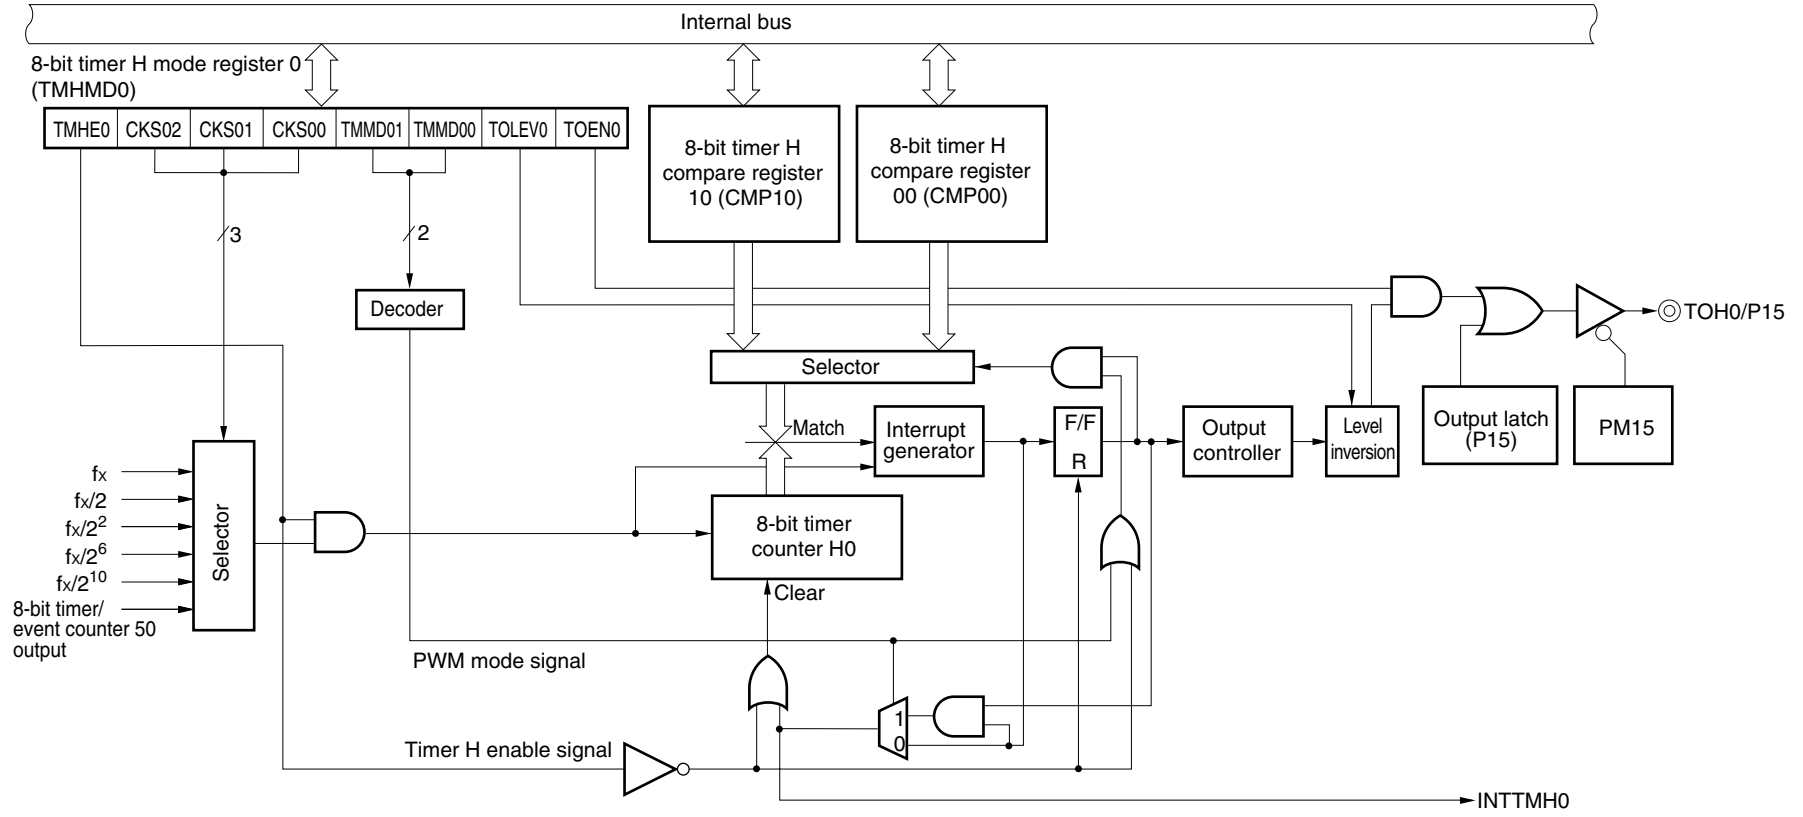 Internal bus
8-bit timer H mode register 0
(TMHMD0)
TMHE0 CKS02 CKS01 CKS00 TMMD01 TMMD00 TOLEV0 TOEN0
8-bit timer H
compare register
10 (CMP10)
8-bit timer H
compare register
00 (CMP00)
3
2
Decoder
TOH0/P15
Selector
Match
Interrupt
generator
F/F
R
Output
controller
Level
inversion
Output latch
(P15)
PM15
fX
fX/2
fX/2²
fX/2⁶
fX/2¹⁰
8-bit timer/
event counter 50
output
Selector
8-bit timer
counter H0
Clear
PWM mode signal
1
0
Timer H enable signal
INTTMH0